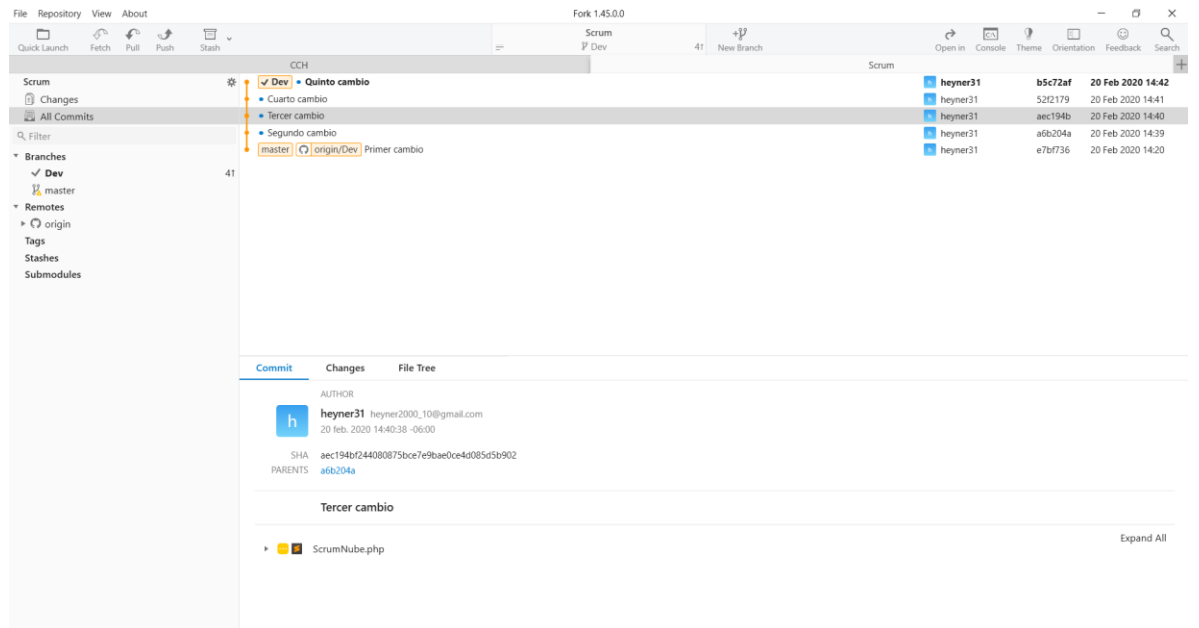 File Repository View About Fork 1.45.0.0
Scrum
Quick Launch Fetch Pull Push Stash Dev 4↑ New Branch Open in Console Theme Orientation Feedback Search
CCH Scrum
Scrum
Changes
All Commits
Filter
Branches
Dev 4↑
master
Remotes
origin
Tags
Stashes
Submodules
Dev Quinto cambio heyner31 b5c72af 20 Feb 2020 14:42
Cuarto cambio heyner31 52f2179 20 Feb 2020 14:41
Tercer cambio heyner31 aec194b 20 Feb 2020 14:40
Segundo cambio heyner31 a6b204a 20 Feb 2020 14:39
master origin/Dev Primer cambio heyner31 e7bf736 20 Feb 2020 14:20
Commit Changes File Tree
AUTHOR
h
heyner31 heyner2000_10@gmail.com
20 feb. 2020 14:40:38 -06:00
SHA aec194bf244080875bce7e9bae0ce4d085d5b902
PARENTS a6b204a
Tercer cambio
Expand All
ScrumNube.php